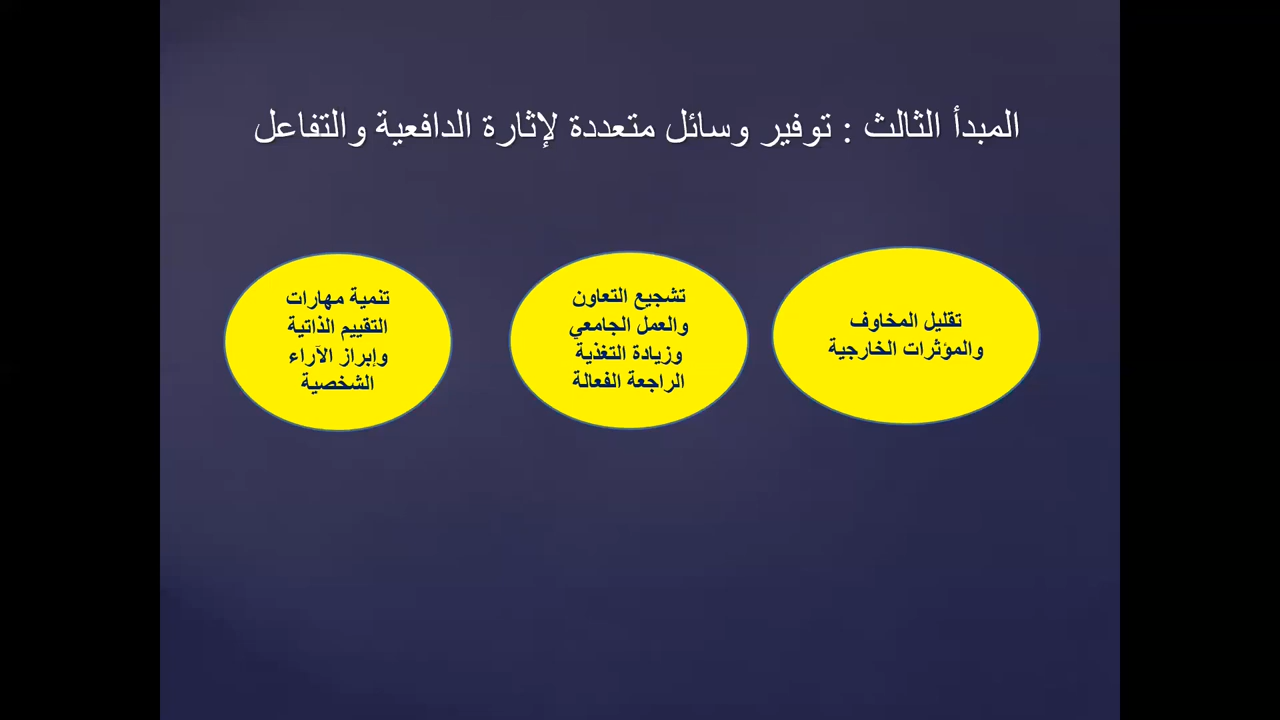 المبدأ الثالث : توفير وسائل متعددة لإثارة الدافعية والتفاعل
تقليل المخاوف
والمؤثرات الخارجية
تشجيع التعاون
والعمل الجامعي
وزيادة التغذية
الراجعة الفعالة
تنمية مهارات
التقييم الذاتية
وإبراز الآراء
الشخصية